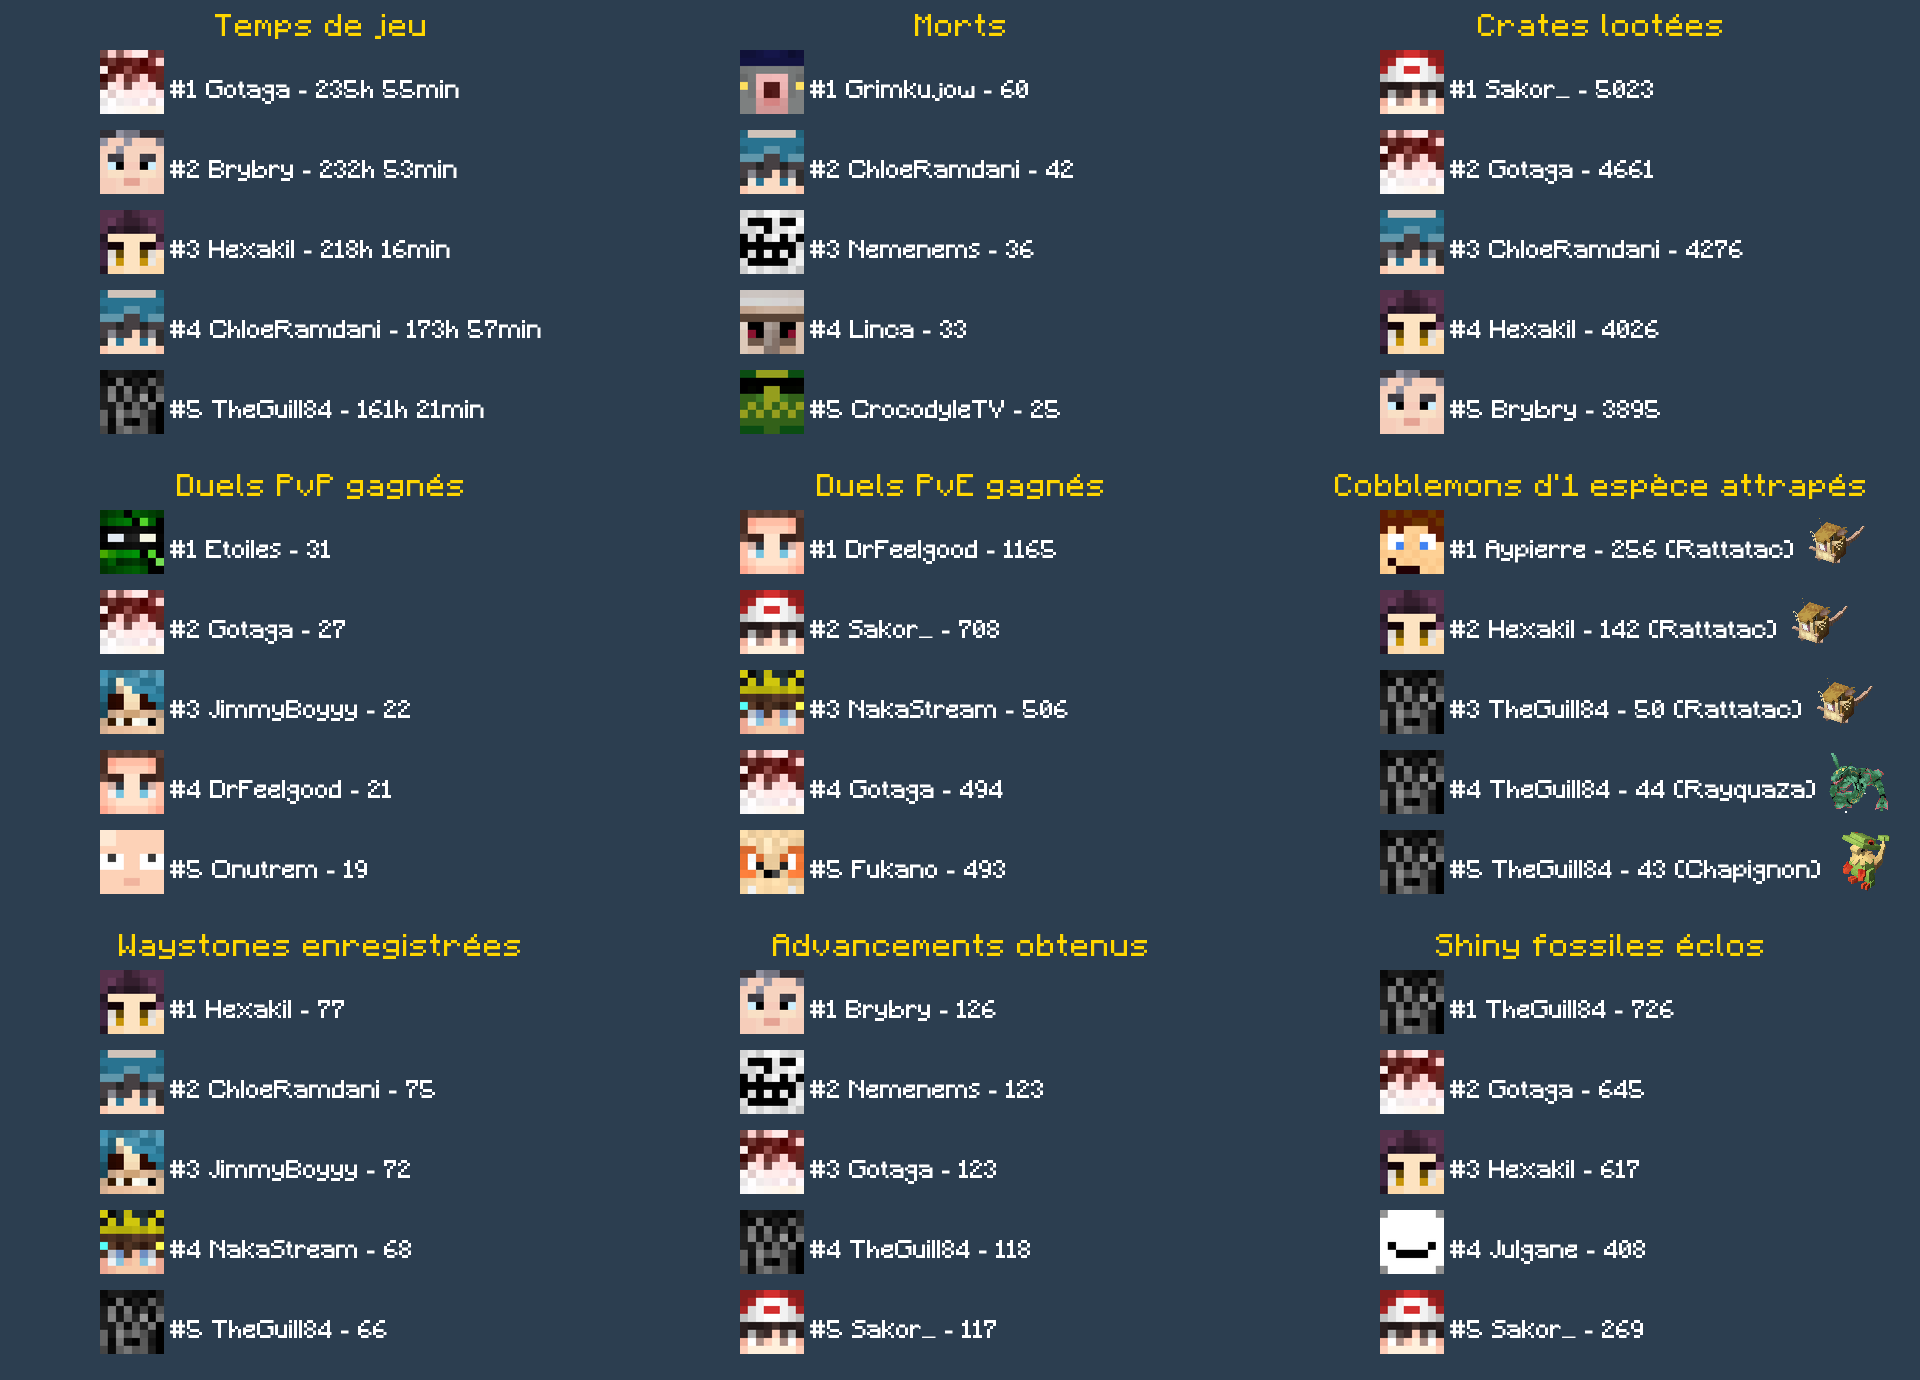 Temps de jeu
#1 Gotaga - 235h 55min
#2 Brybry - 232h 53min
#3 Hexakil - 218h 16min
#4 ChloeRamdani - 173h 57min
#5 TheGuill84 - 161h 21min
Morts
#1 Grimkujow - 60
#2 ChloeRamdani - 42
#3 Nemenems - 36
#4 Linca - 33
#5 CrocodyleTV - 25
Crates lootées
#1 Sakor_ - 5023
#2 Gotaga - 4661
#3 ChloeRamdani - 4276
#4 Hexakil - 4026
#5 Brybry - 3895
Duels PvP gagnés
#1 Etoiles - 31
#2 Gotaga - 27
#3 JimmyBoyyy - 22
#4 DrFeelgood - 21
#5 Onutrem - 19
Duels PvE gagnés
#1 DrFeelgood - 1165
#2 Sakor_ - 708
#3 NakaStream - 506
#4 Gotaga - 494
#5 Fukano - 493
Cobblemons d'1 espèce attrapés
#1 Aypierre - 256 (Rattatac)
#2 Hexakil - 142 (Rattatac)
#3 TheGuill84 - 50 (Rattatac)
#4 TheGuill84 - 44 (Rayquaza)
#5 TheGuill84 - 43 (Chapignon)
Waystones enregistrées
#1 Hexakil - 77
#2 ChloeRamdani - 75
#3 JimmyBoyyy - 72
#4 NakaStream - 68
#5 TheGuill84 - 66
Advancements obtenus
#1 Brybry - 126
#2 Nemenems - 123
#3 Gotaga - 123
#4 TheGuill84 - 118
#5 Sakor_ - 117
Shiny fossiles éclos
#1 TheGuill84 - 726
#2 Gotaga - 645
#3 Hexakil - 617
#4 Julgane - 408
#5 Sakor_ - 269